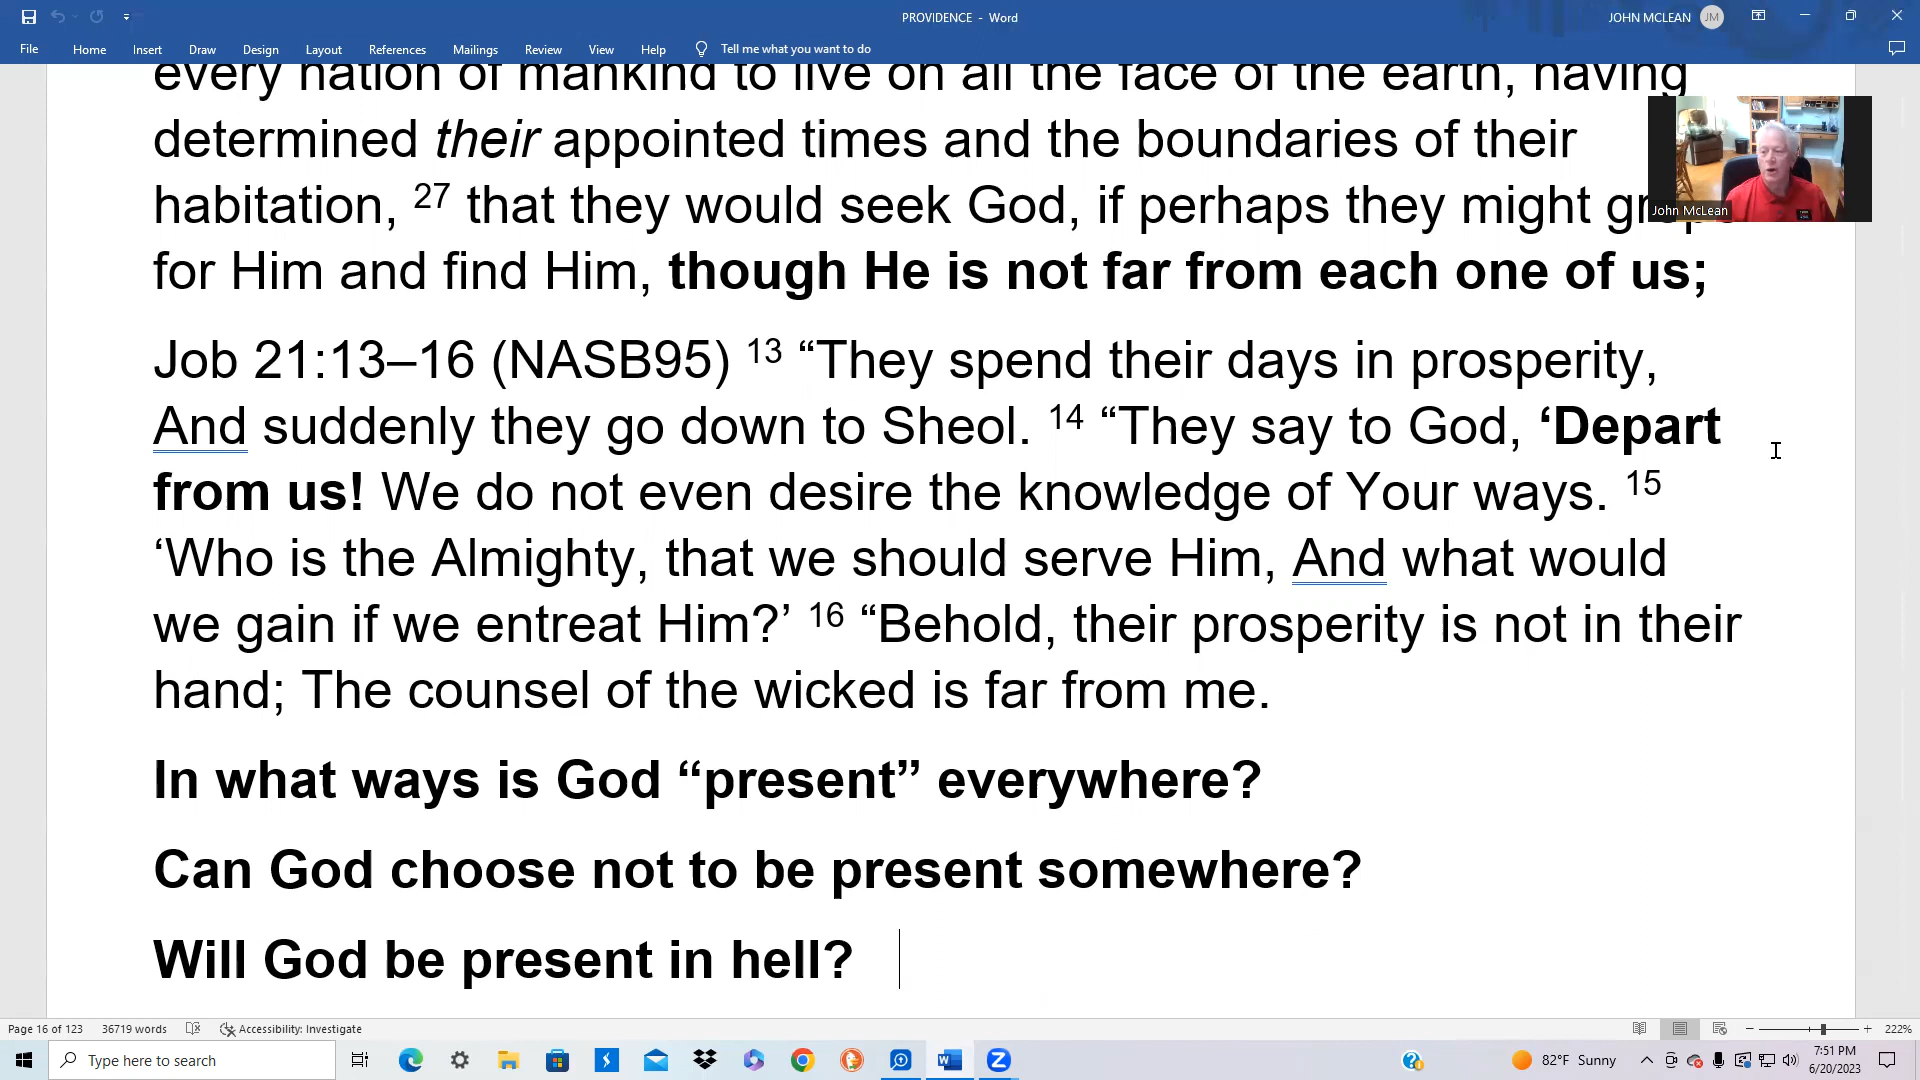 PROVIDENCE - Word
JOHN MCLEAN JM
File Home Insert Draw Design Layout References Mailings Review View Help Tell me what you want to do
every nation of mankind to live on all the face of the earth, having
determined their appointed times and the boundaries of their
habitation, 27 that they would seek God, if perhaps they might
for Him and find Him, though He is not far from each one of us;
John McLean
Job 21:13–16 (NASB95) 13 “They spend their days in prosperity,
And suddenly they go down to Sheol. 14 “They say to God, ‘Depart
from us! We do not even desire the knowledge of Your ways. 15
‘Who is the Almighty, that we should serve Him, And what would
we gain if we entreat Him?’ 16 “Behold, their prosperity is not in their
hand; The counsel of the wicked is far from me.
In what ways is God “present” everywhere?
Can God choose not to be present somewhere?
Will God be present in hell?
Page 16 of 123 36719 words Accessibility: Investigate 222%
Type here to search
82°F Sunny
7:51 PM
6/20/2023